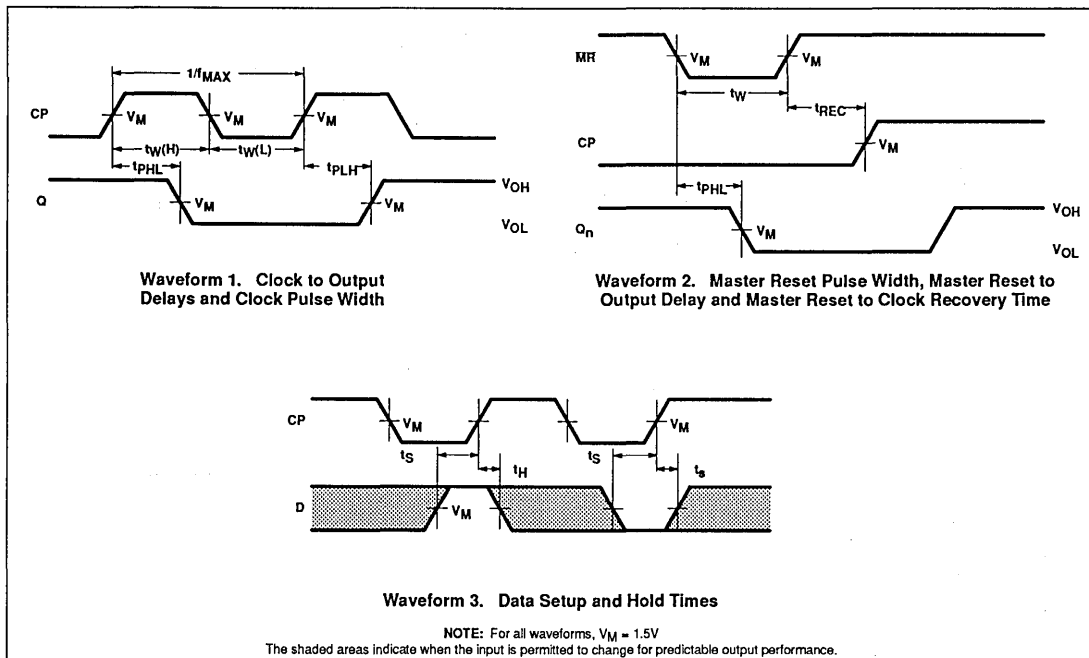 1/fMAX
CP VM VM VM
tW(H) tW(L)
tPHL tPLH
Q VM VM VOH
VOL
Waveform 1. Clock to Output
Delays and Clock Pulse Width
MR VM VM
tW
tREC
CP VM
tPHL
Qn VM VOH
VOL
Waveform 2. Master Reset Pulse Width, Master Reset to
Output Delay and Master Reset to Clock Recovery Time
CP VM VM
tS tH tS ts
D VM
Waveform 3. Data Setup and Hold Times
NOTE: For all waveforms, VM = 1.5V
The shaded areas indicate when the input is permitted to change for predictable output performance.